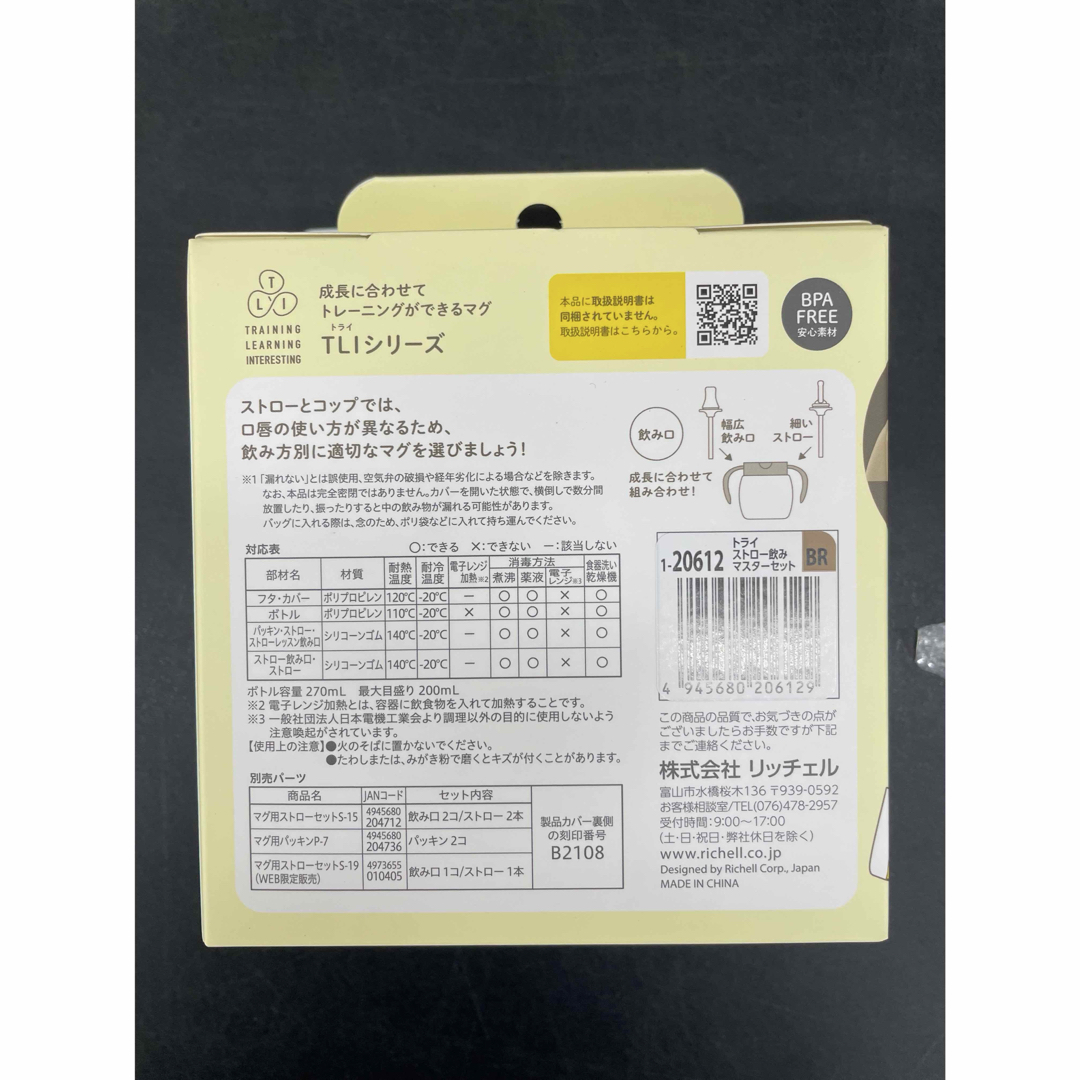 TLI
TRAINING
LEARNING
INTERESTING
成長に合わせて
トレーニングができるマグ
トライ
TLIシリーズ
本品に取扱説明書は
同梱されていません。
取扱説明書はこちらから。
BPA
FREE
安心素材
ストローとコップでは、
口唇の使い方が異なるため、
飲み方別に適切なマグを選びましょう!
※1「漏れない」とは誤使用、空気弁の破損や経年劣化による場合などを除きます。
なお、本品は完全密閉ではありません。カバーを開いた状態で、横倒しで数分間
放置したり、振ったりすると中の飲み物が漏れる可能性があります。
バッグに入れる際は、念のため、ポリ袋などに入れて持ち運んでください。
飲み口
幅広
飲み口
細い
ストロー
成長に合わせて
組み合わせ!
対応表 ○:できる ×:できない ー:該当しない
部材名 材質 耐熱温度 耐冷温度 電子レンジ加熱※2 消毒方法 煮沸 薬液 電子レンジ※3 食器洗い乾燥機
フタ・カバー ポリプロピレン 120℃ -20℃ ー ○ ○ × ○
ボトル ポリプロピレン 110℃ -20℃ × ○ ○ × ○
パッキン・ストロー・ストローレッスン飲み口 シリコーンゴム 140℃ -20℃ ー ○ ○ × ○
ストロー飲み口・ストロー シリコーンゴム 140℃ -20℃ ー ○ ○ × ○
ボトル容量 270mL 最大目盛り 200mL
※2 電子レンジ加熱とは、容器に飲食物を入れて加熱することです。
※3 一般社団法人日本電機工業会より調理以外の目的に使用しないよう
注意喚起がされています。
【使用上の注意】●火のそばに置かないでください。
●たわしまたは、みがき粉で磨くとキズが付くことがあります。
別売パーツ
商品名 JANコード セット内容
マグ用ストローセットS-15 4945680 204712 飲み口 2コ/ストロー 2本
マグ用パッキンP-7 4945680 204736 パッキン 2コ
マグ用ストローセットS-19 (WEB限定販売) 4973655 010405 飲み口 1コ/ストロー 1本
製品カバー裏側
の刻印番号
B2108
1-20612
トライ
ストロー飲み
マスターセット
BR
4 945680 206129
この商品の品質で、お気づきの点が
ございましたらお手数ですが下記
までご連絡ください。
株式会社 リッチェル
富山市水橋桜木136 〒939-0592
お客様相談室/TEL(076)478-2957
受付時間:9:00〜17:00
(土・日・祝日・弊社休日を除く)
www.richell.co.jp
Designed by Richell Corp., Japan
MADE IN CHINA